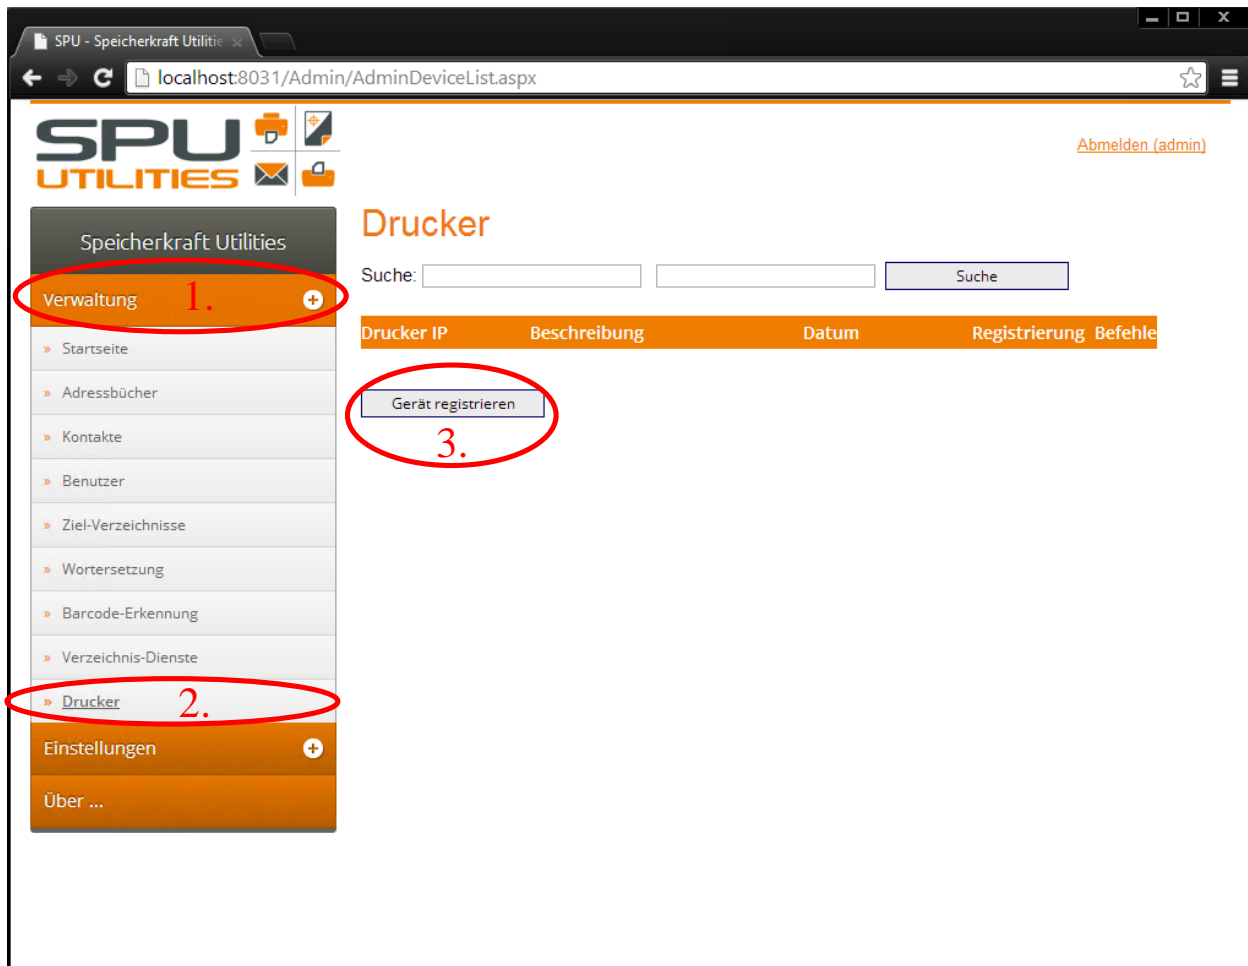 SPU - Speicherkraft Utilitie
localhost:8031/Admin/AdminDeviceList.aspx
SPU
UTILITIES
Abmelden (admin)
Speicherkraft Utilities
Verwaltung 1.
» Startseite
» Adressbücher
» Kontakte
» Benutzer
» Ziel-Verzeichnisse
» Wortersetzung
» Barcode-Erkennung
» Verzeichnis-Dienste
» Drucker 2.
Einstellungen
Über ...
Drucker
Suche: Suche
Drucker IP Beschreibung Datum Registrierung Befehle
Gerät registrieren
3.